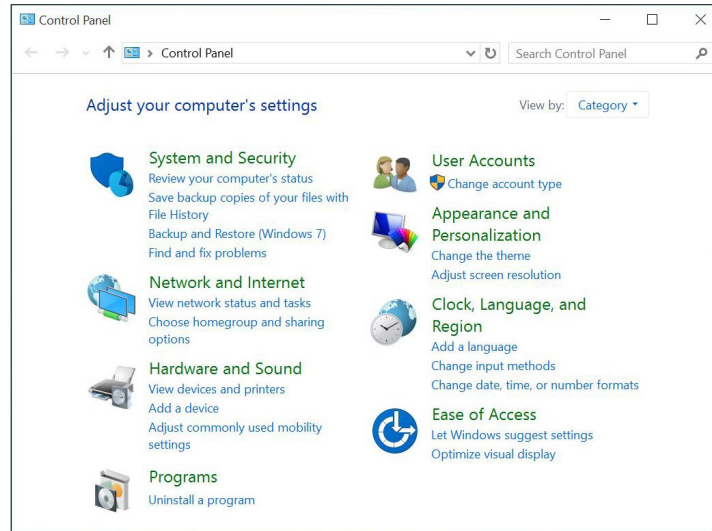 Control Panel
Control Panel
Search Control Panel
Adjust your computer's settings
View by: Category
System and Security
Review your computer's status
Save backup copies of your files with
File History
Backup and Restore (Windows 7)
Find and fix problems
Network and Internet
View network status and tasks
Choose homegroup and sharing
options
Hardware and Sound
View devices and printers
Add a device
Adjust commonly used mobility
settings
Programs
Uninstall a program
User Accounts
Change account type
Appearance and
Personalization
Change the theme
Adjust screen resolution
Clock, Language, and
Region
Add a language
Change input methods
Change date, time, or number formats
Ease of Access
Let Windows suggest settings
Optimize visual display